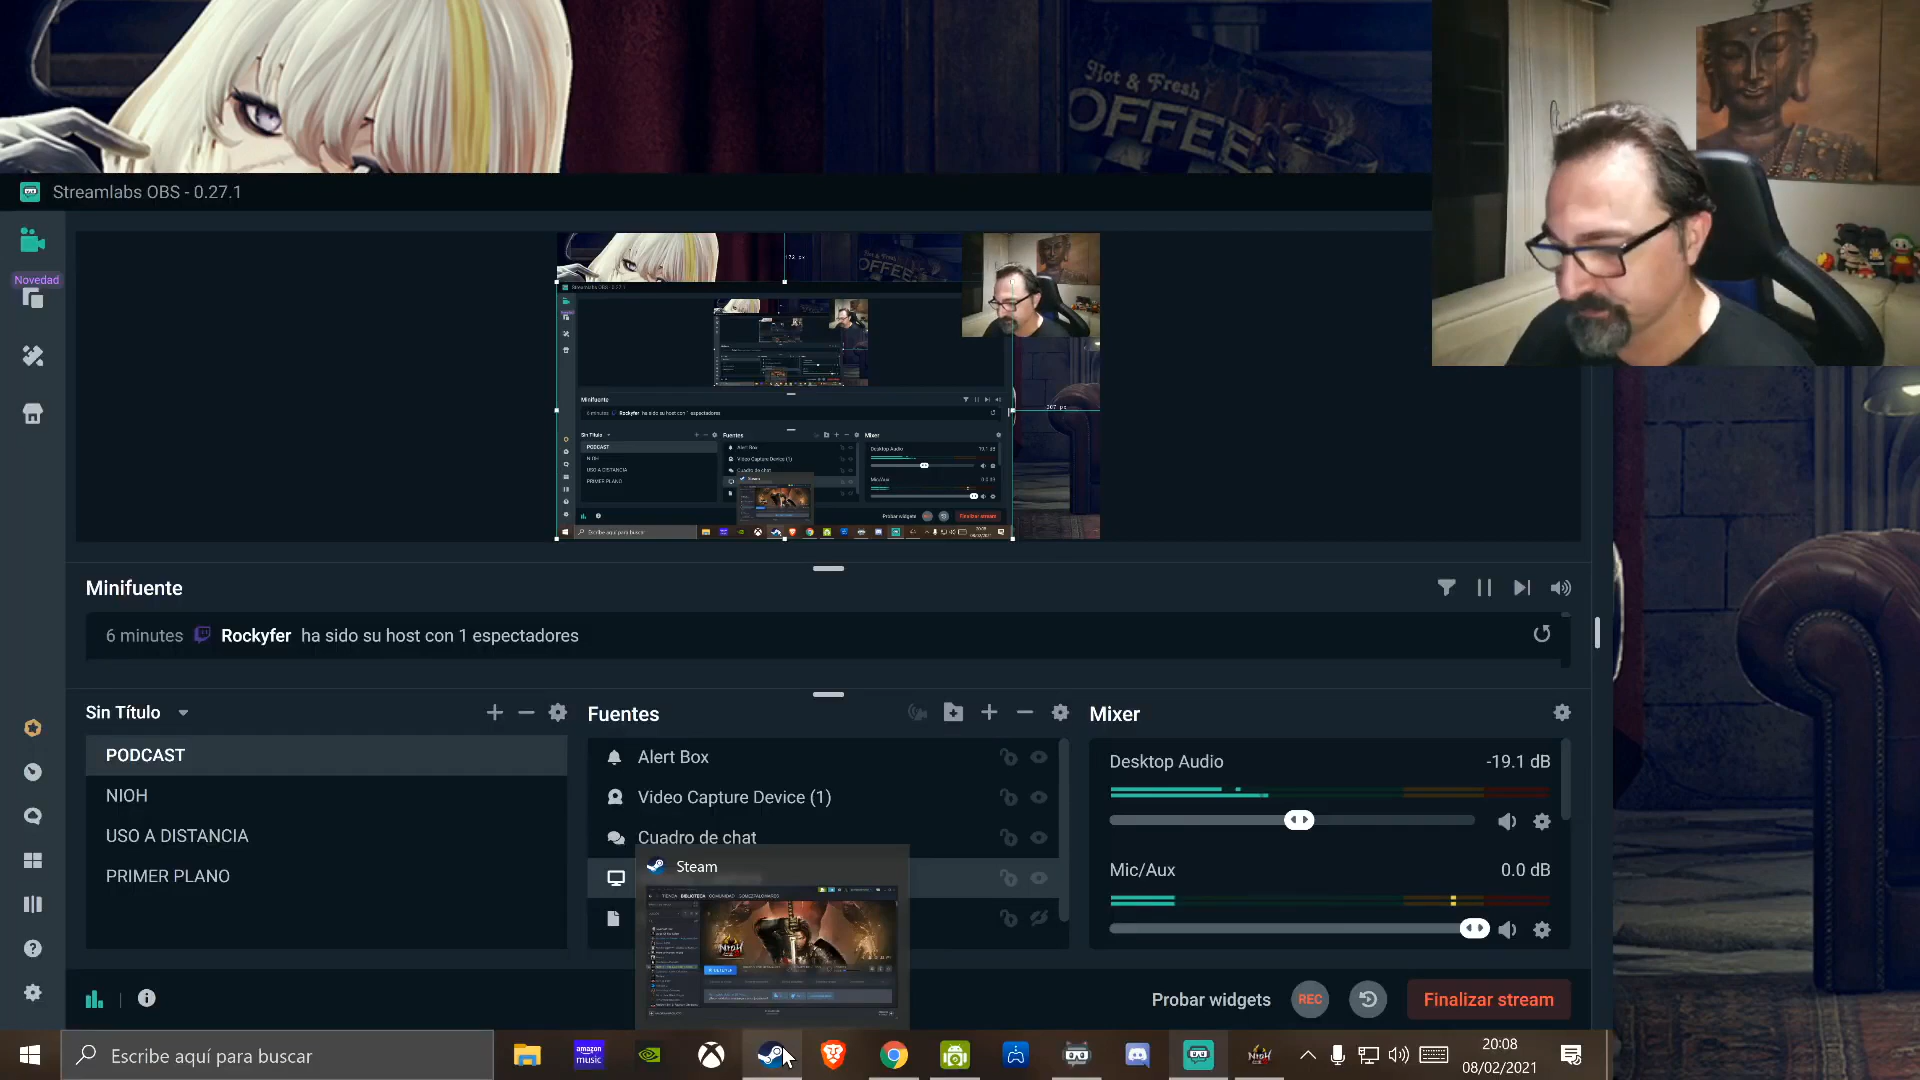 Hot & Fresh
OFFEE
Streamlabs OBS - 0.27.1
Novedad
Minifuente
6 minutes Rockyfer ha sido su host con 1 espectadores
Sin Título
Fuentes
Mixer
PODCAST
NIOH
USO A DISTANCIA
PRIMER PLANO
Alert Box
Video Capture Device (1)
Cuadro de chat
Steam
Desktop Audio -19.1 dB
Mic/Aux 0.0 dB
Probar widgets
REC
Finalizar stream
Escribe aquí para buscar
amazon music
20:08
08/02/2021